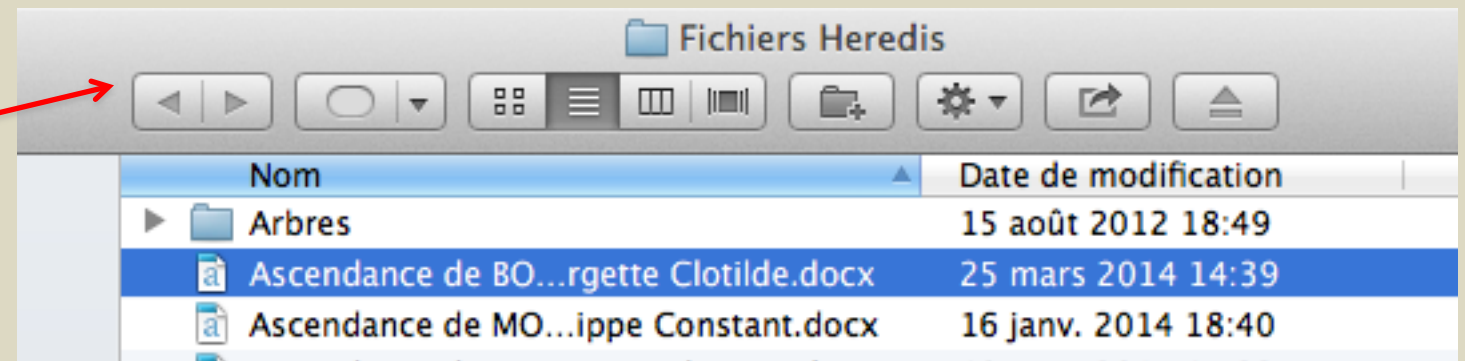 Fichiers Heredis
Nom Date de modification
Arbres 15 août 2012 18:49
Ascendance de BO...rgette Clotilde.docx 25 mars 2014 14:39
Ascendance de MO...ippe Constant.docx 16 janv. 2014 18:40